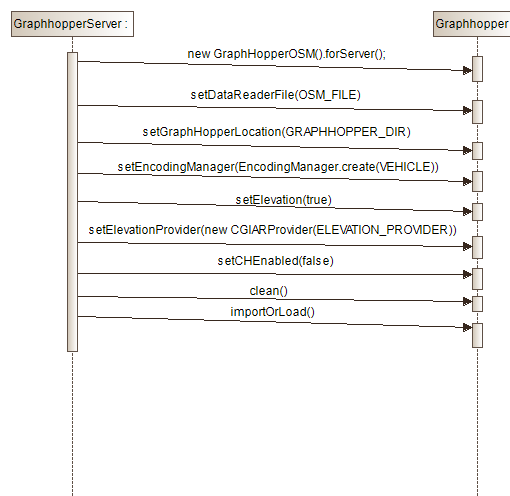 GraphhopperServer :
Graphhopper
new GraphHopperOSM().forServer();
setDataReaderFile(OSM_FILE)
setGraphHopperLocation(GRAPHHOPPER_DIR)
setEncodingManager(EncodingManager.create(VEHICLE))
setElevation(true)
setElevationProvider(new CGIARProvider(ELEVATION_PROVIDER))
setCHEnabled(false)
clean()
importOrLoad()